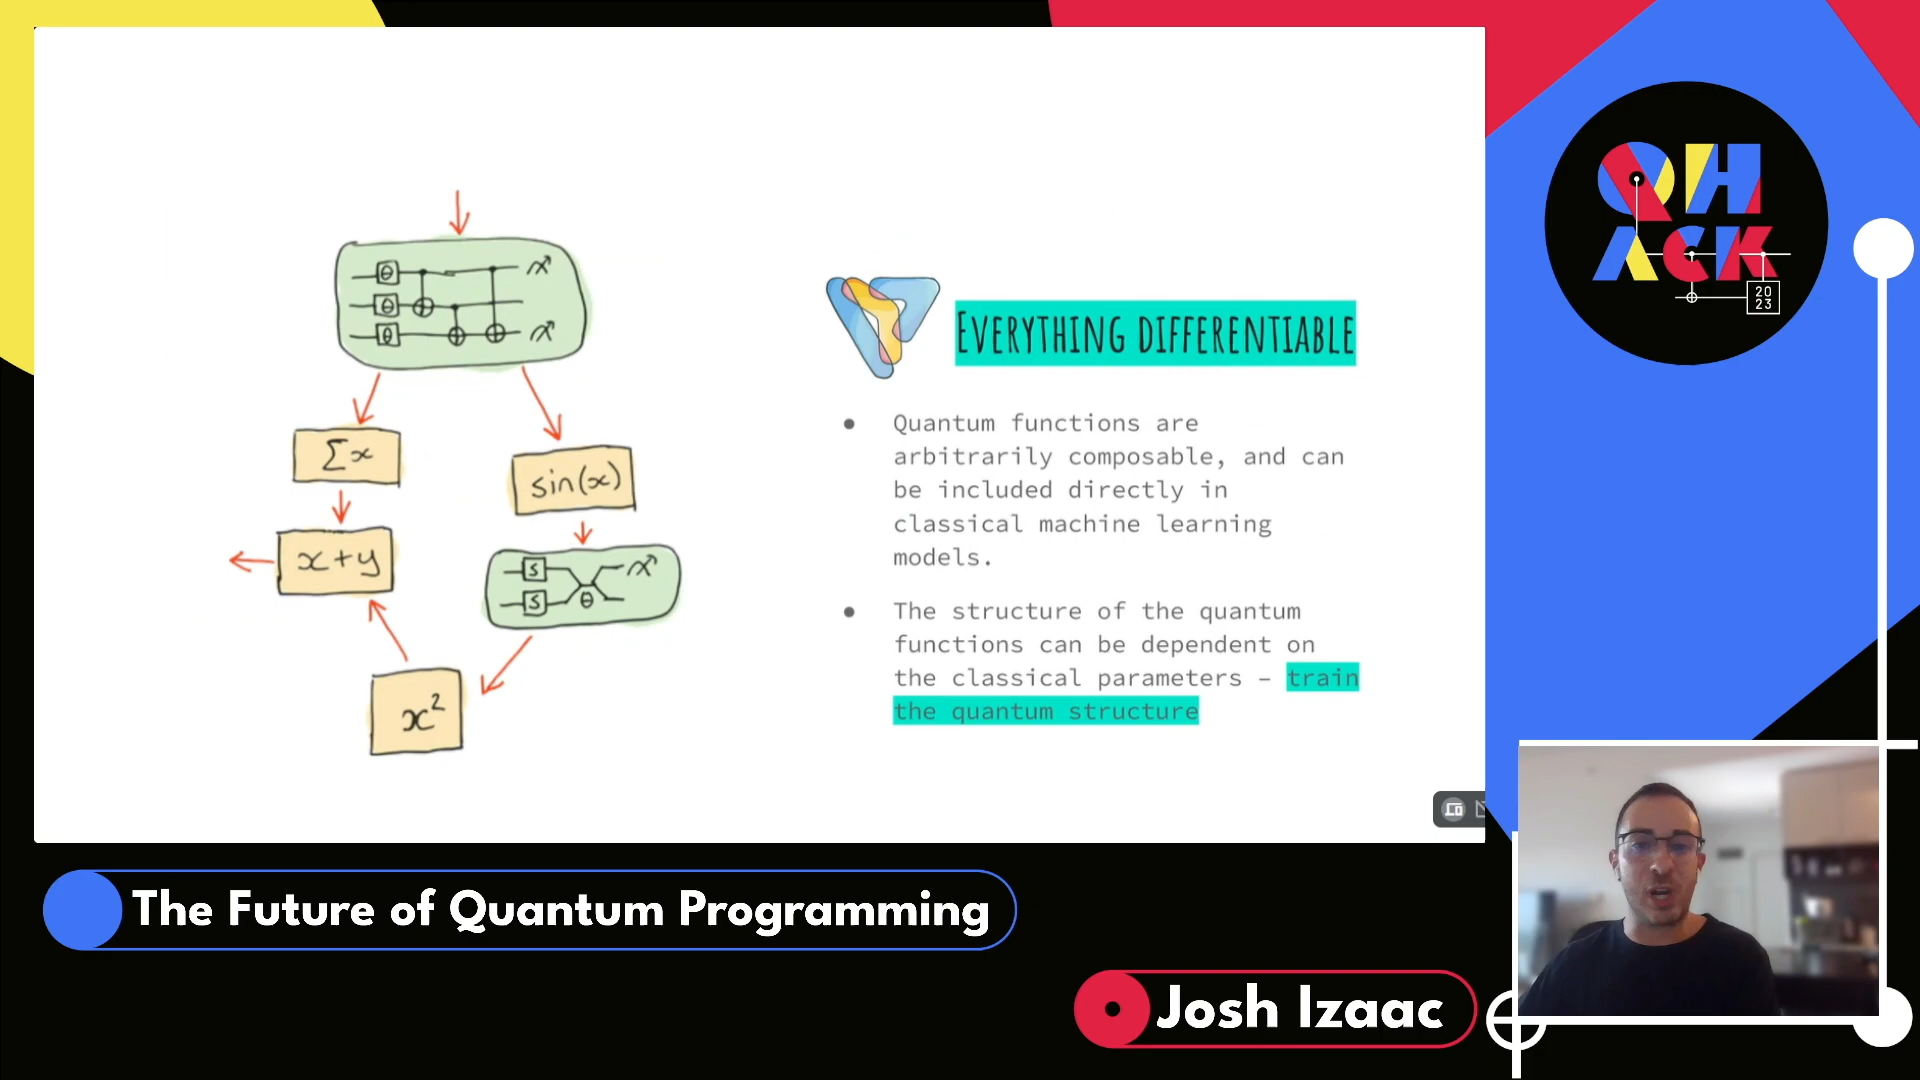 θ
θ
θ
Σx
sin(x)
x+y
S
S
θ
x²
EVERYTHING DIFFERENTIABLE
● Quantum functions are
arbitrarily composable, and can
be included directly in
classical machine learning
models.
● The structure of the quantum
functions can be dependent on
the classical parameters – train
the quantum structure
QH
ACK
20
23
The Future of Quantum Programming
Josh Izaac